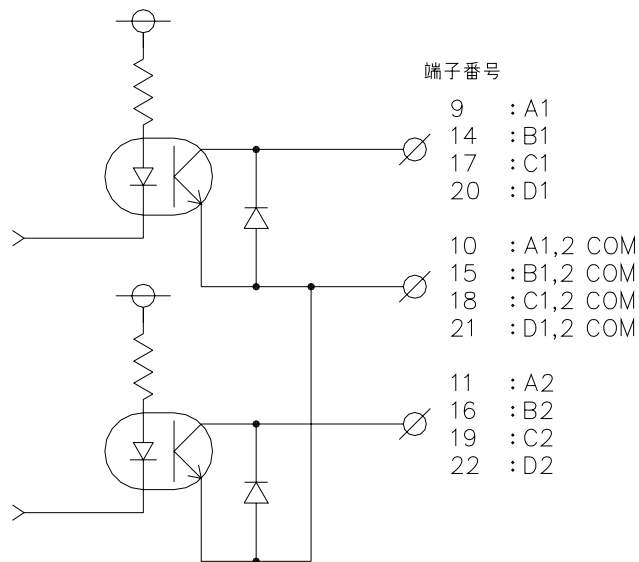 端子番号
9 : A1
14 : B1
17 : C1
20 : D1
10 : A1,2 COM
15 : B1,2 COM
18 : C1,2 COM
21 : D1,2 COM
11 : A2
16 : B2
19 : C2
22 : D2